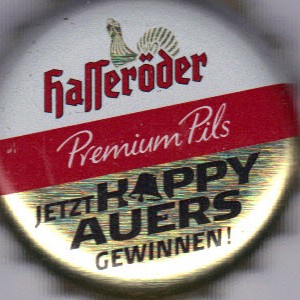 Hasseröder
Premium Pils
JETZT HAPPY
AUERS
GEWINNEN!